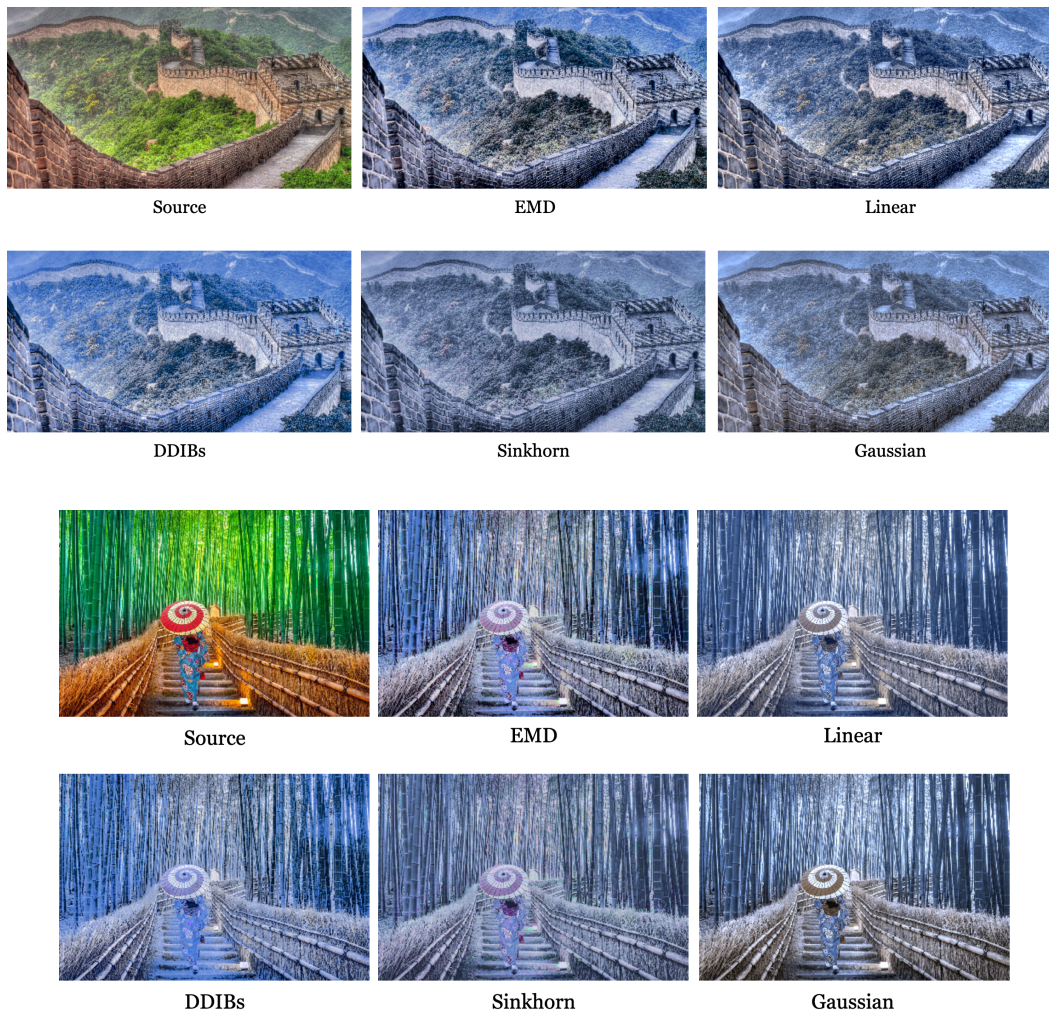 Source
EMD
Linear
DDIBs
Sinkhorn
Gaussian
Source
EMD
Linear
DDIBs
Sinkhorn
Gaussian